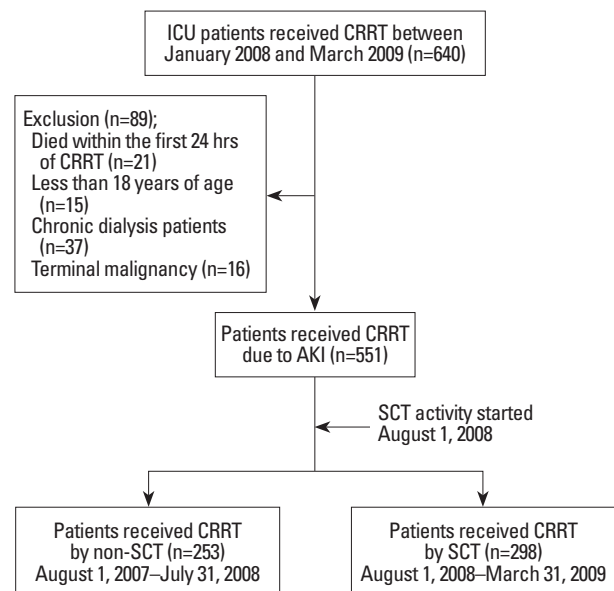 ICU patients received CRRT between
January 2008 and March 2009 (n=640)
Exclusion (n=89);
Died within the first 24 hrs
of CRRT (n=21)
Less than 18 years of age
(n=15)
Chronic dialysis patients
(n=37)
Terminal malignancy (n=16)
Patients received CRRT
due to AKI (n=551)
SCT activity started
August 1, 2008
Patients received CRRT
by non-SCT (n=253)
August 1, 2007–July 31, 2008
Patients received CRRT
by SCT (n=298)
August 1, 2008–March 31, 2009